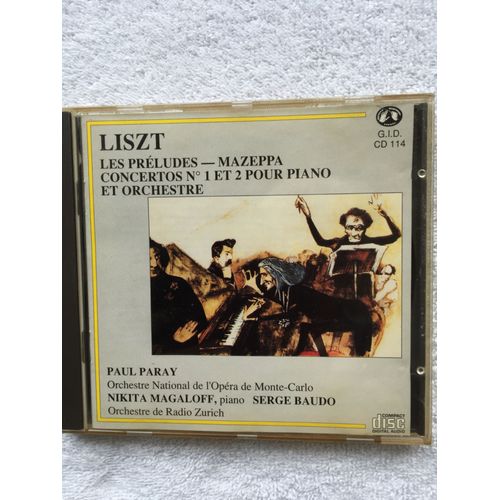 G.I.D.
CD 114
LISZT
LES PRÉLUDES — MAZEPPA
CONCERTOS N° 1 ET 2 POUR PIANO
ET ORCHESTRE
PAUL PARAY
Orchestre National de l'Opéra de Monte-Carlo
NIKITA MAGALOFF, piano SERGE BAUDO
Orchestre de Radio Zurich
COMPACT
disc
DIGITAL AUDIO